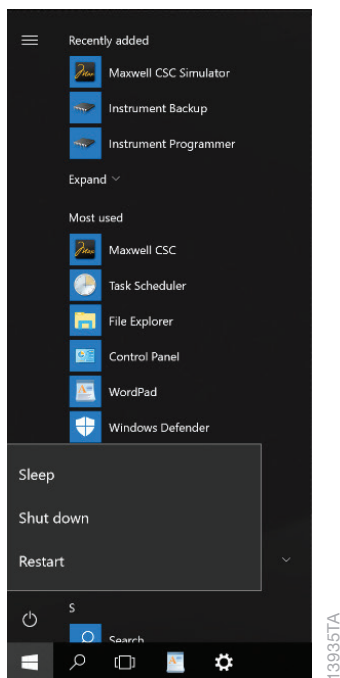 Recently added
Maxwell CSC Simulator
Instrument Backup
Instrument Programmer
Expand
Most used
Maxwell CSC
Task Scheduler
File Explorer
Control Panel
WordPad
Windows Defender
Sleep
Shut down
Restart
S
Search
13935TA